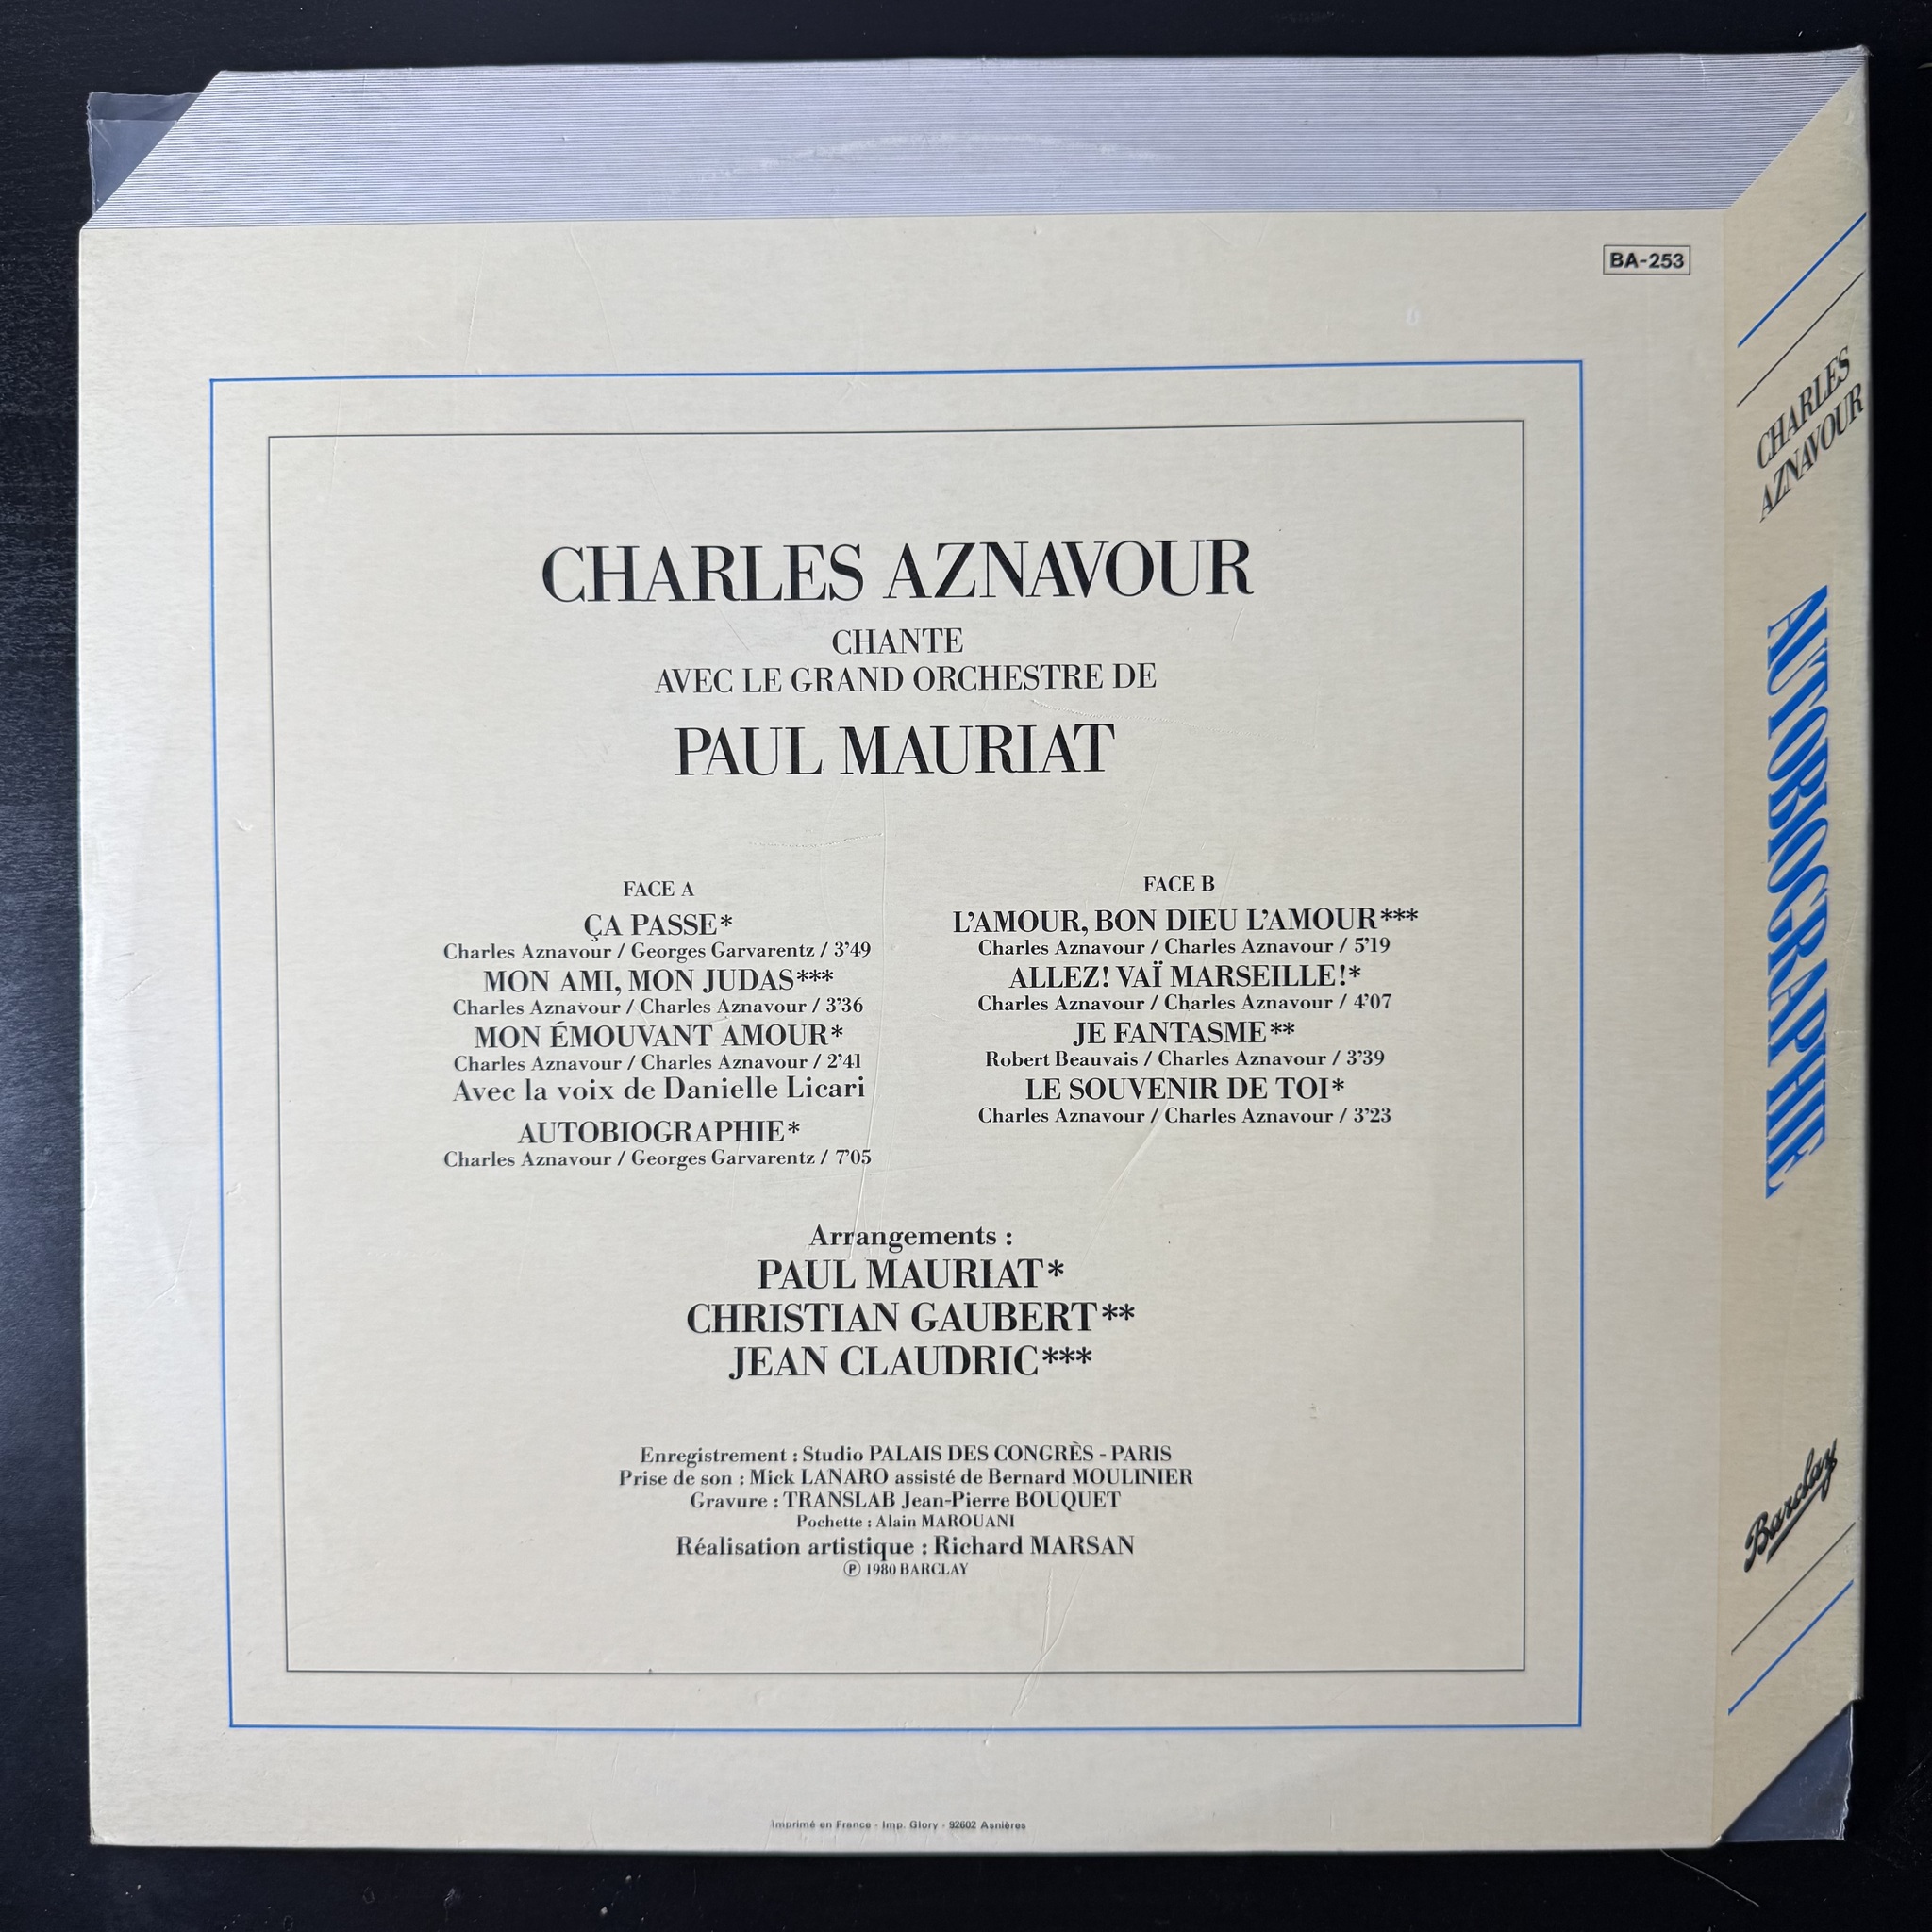 BA-253
CHARLES AZNAVOUR
CHANTE
AVEC LE GRAND ORCHESTRE DE
PAUL MAURIAT
FACE A
ÇA PASSE*
Charles Aznavour / Georges Garvarentz / 3'49
MON AMI, MON JUDAS***
Charles Aznavour / Charles Aznavour / 3'36
MON ÉMOUVANT AMOUR*
Charles Aznavour / Charles Aznavour / 2'41
Avec la voix de Danielle Licari
AUTOBIOGRAPHIE*
Charles Aznavour / Georges Garvarentz / 7'05
FACE B
L'AMOUR, BON DIEU L'AMOUR***
Charles Aznavour / Charles Aznavour / 5'19
ALLEZ! VAÏ MARSEILLE!*
Charles Aznavour / Charles Aznavour / 4'07
JE FANTASME**
Robert Beauvais / Charles Aznavour / 3'39
LE SOUVENIR DE TOI*
Charles Aznavour / Charles Aznavour / 3'23
Arrangements :
PAUL MAURIAT*
CHRISTIAN GAUBERT**
JEAN CLAUDRIC***
Enregistrement : Studio PALAIS DES CONGRÈS - PARIS
Prise de son : Mick LANARO assisté de Bernard MOULINIER
Gravure : TRANSLAB Jean-Pierre BOUQUET
Pochette : Alain MAROUANI
Réalisation artistique : Richard MARSAN
Ⓟ 1980 BARCLAY
Imprimé en France - Imp. Glory - 92602 Asnières
CHARLES
AZNAVOUR
AUTOBIOGRAPHIE
Barclay